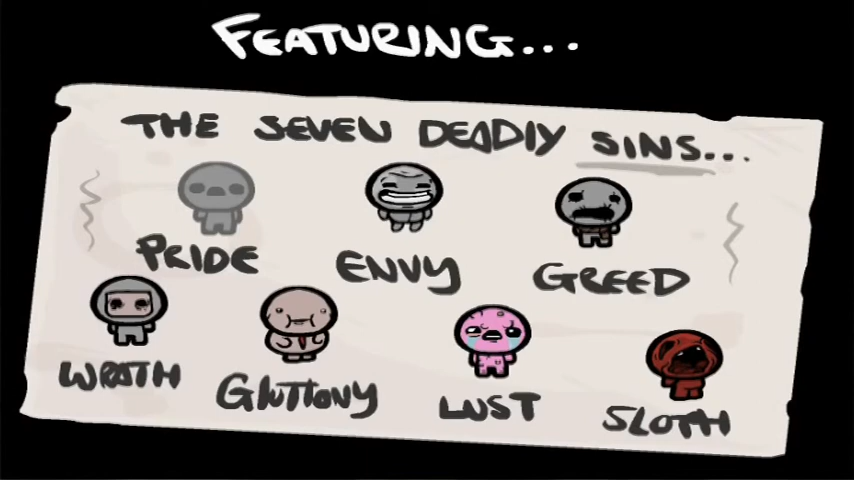 FEATURING...
THE SEVEN DEADLY SINS...
PRIDE ENVY GREED
WRATH GluTTONY LUST SLOTH